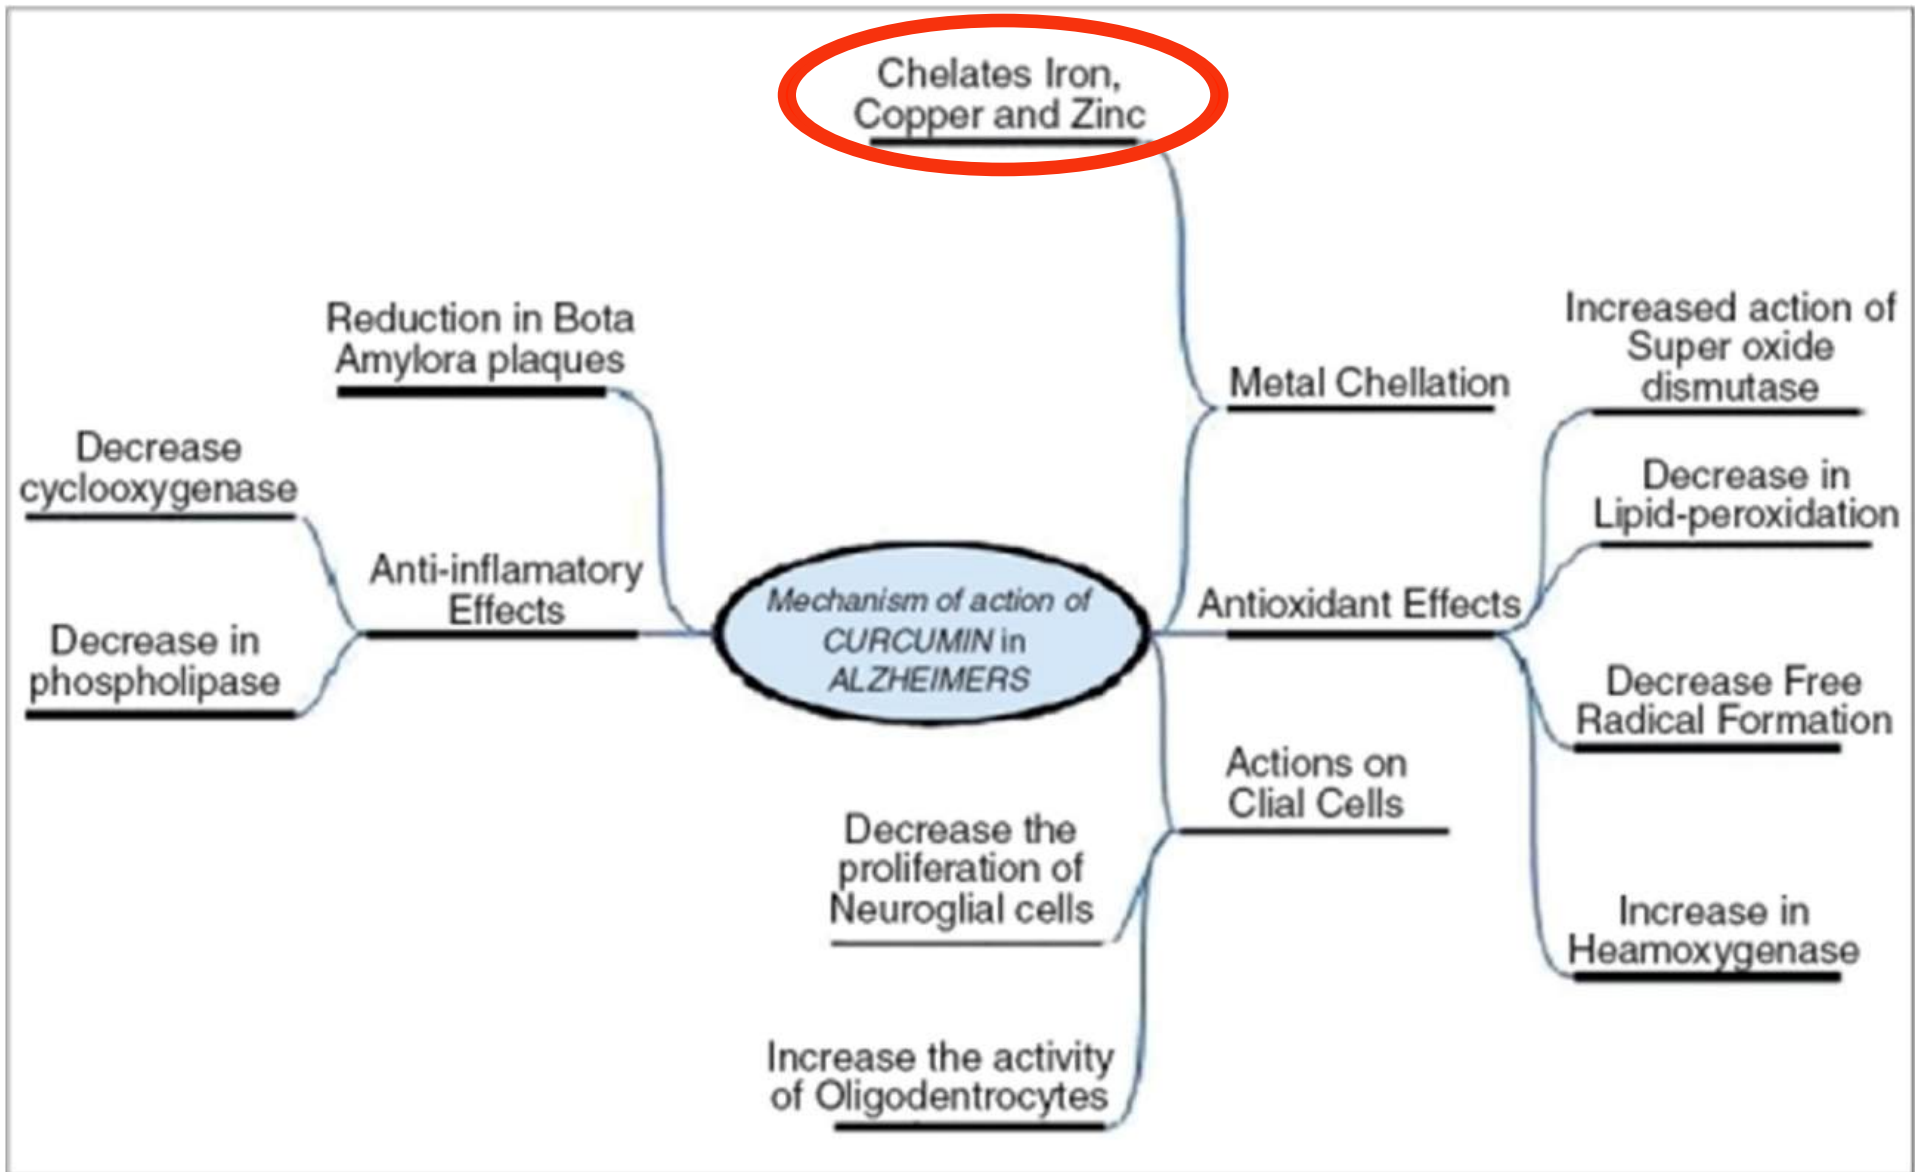 Chelates Iron,
Copper and Zinc
Reduction in Bota
Amylora plaques
Increased action of
Super oxide
dismutase
Metal Chellation
Decrease
cyclooxygenase
Decrease in
Lipid-peroxidation
Anti-inflamatory
Effects
Mechanism of action of
CURCUMIN in
ALZHEIMERS
Antioxidant Effects
Decrease in
phospholipase
Decrease Free
Radical Formation
Actions on
Clial Cells
Decrease the
proliferation of
Neuroglial cells
Increase in
Heamoxygenase
Increase the activity
of Oligodentrocytes